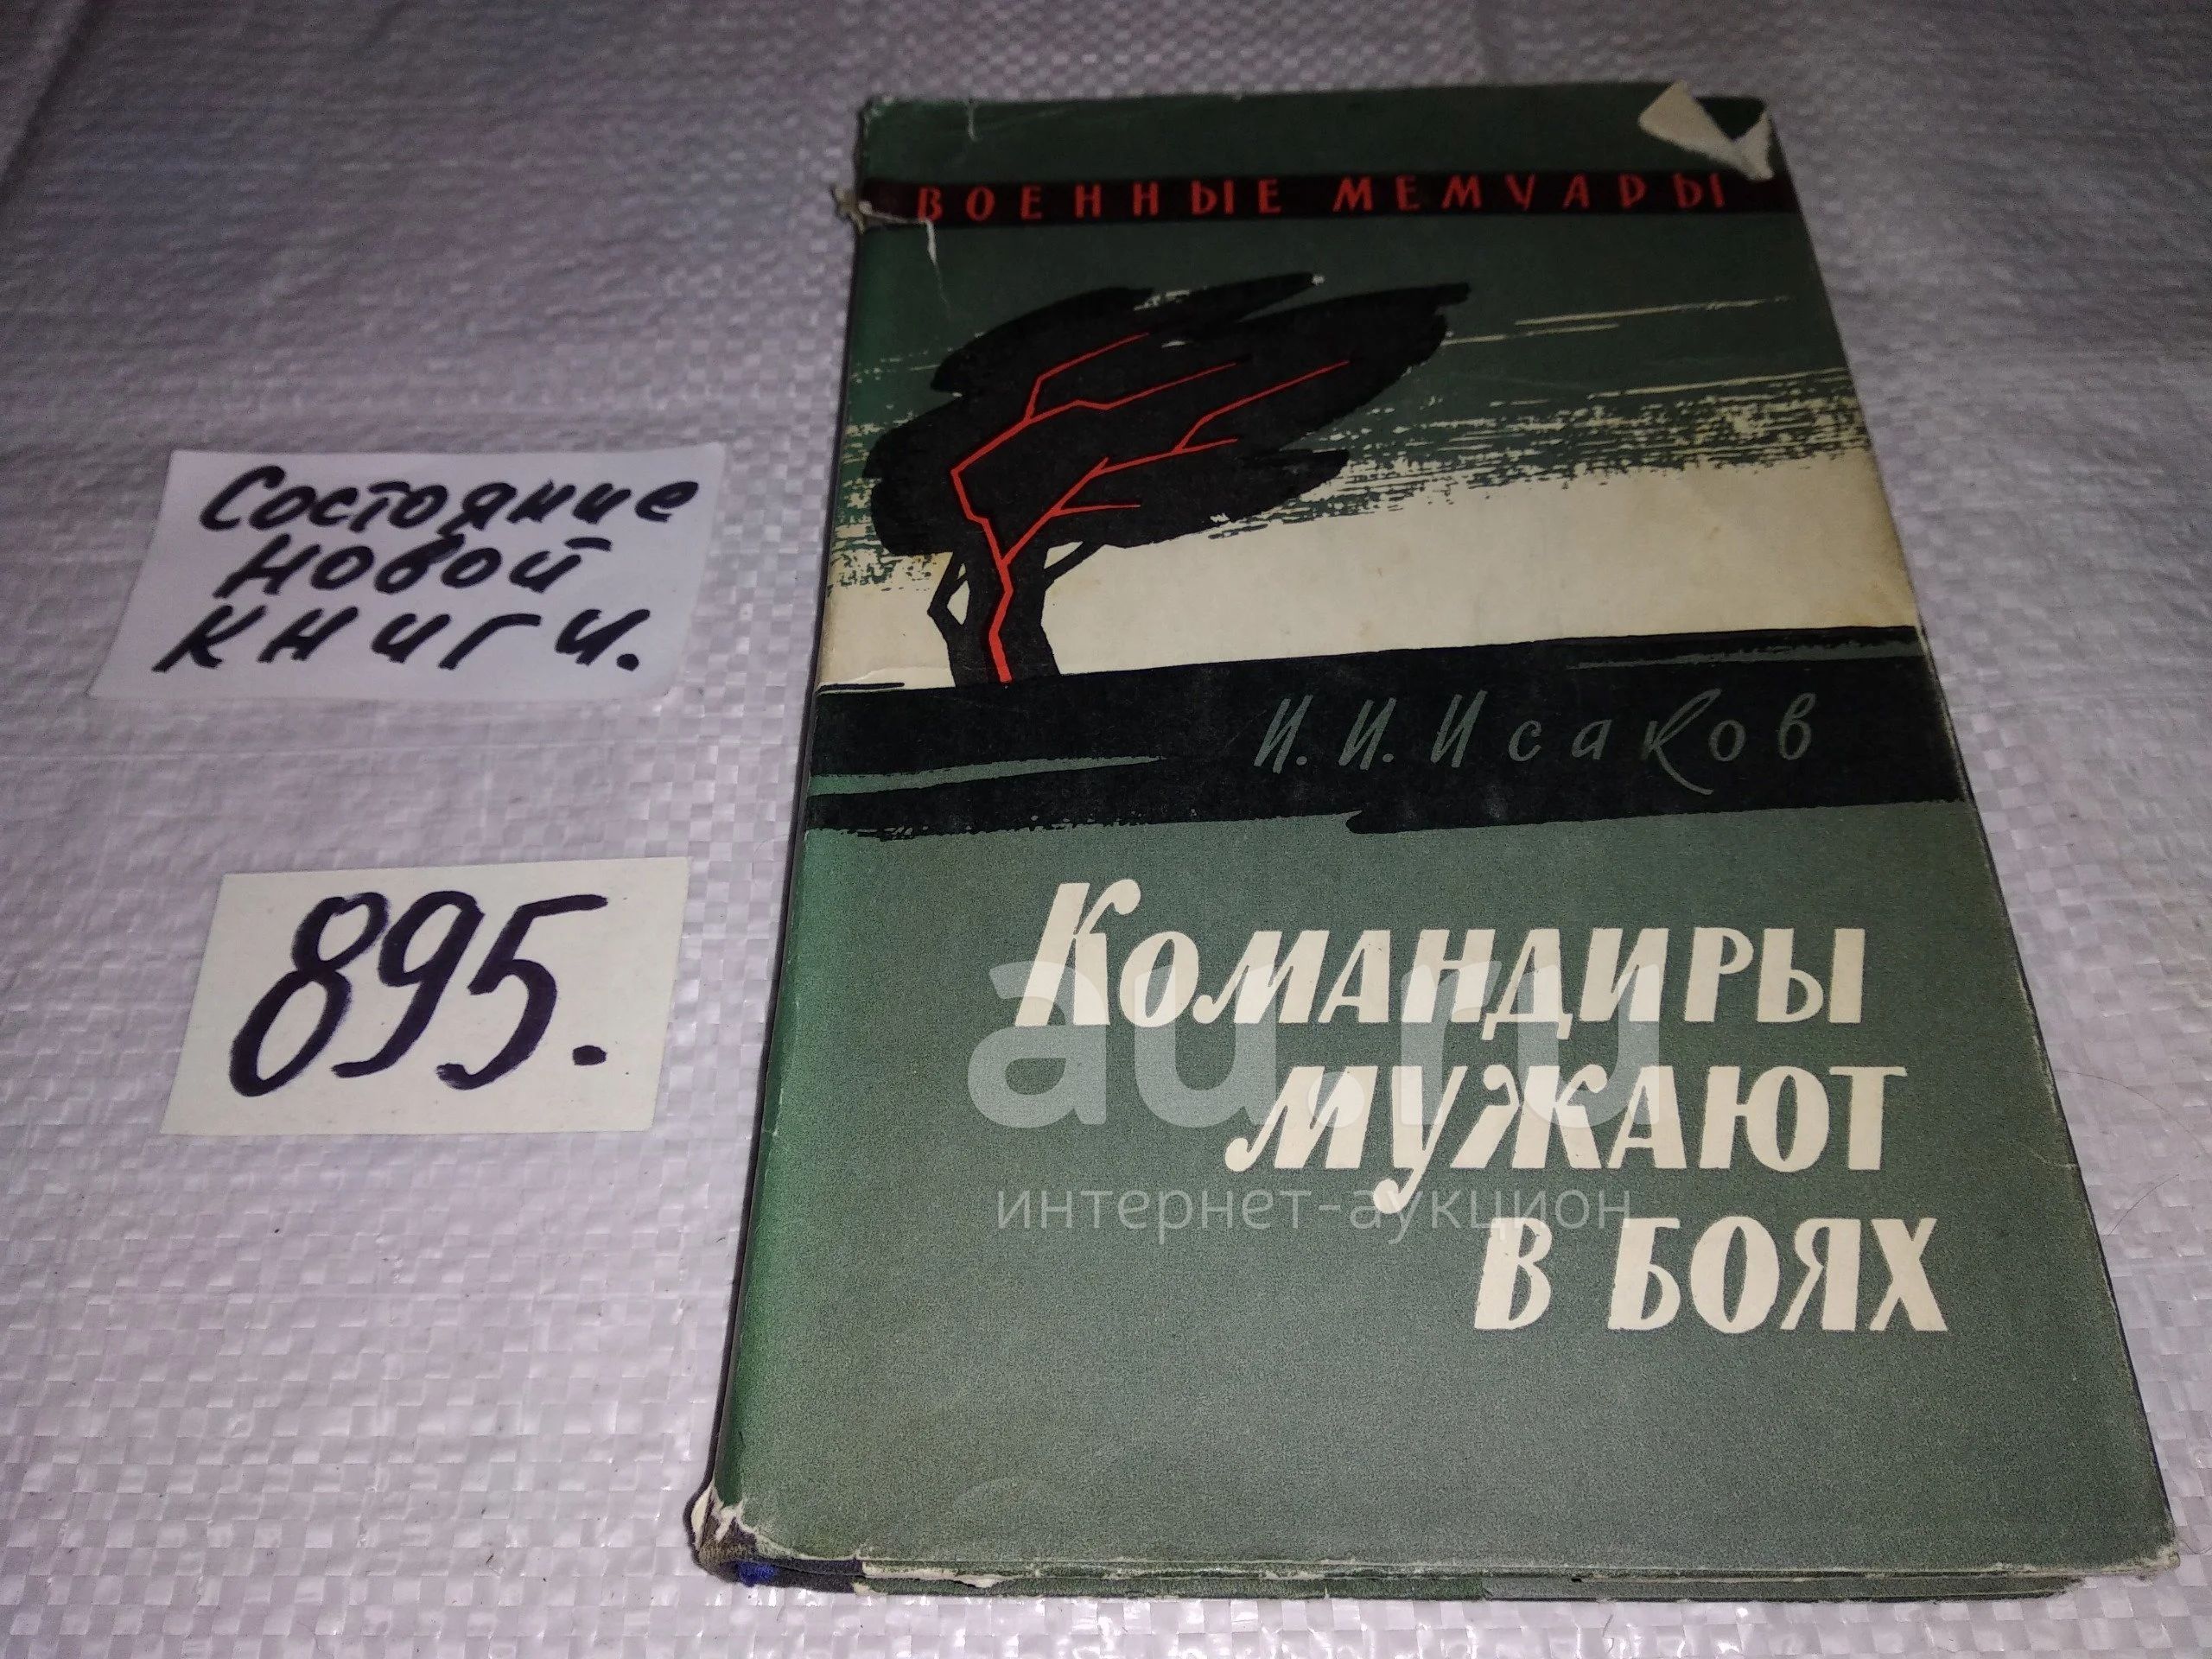 Состояние
новой
книги.
895.
ВОЕННЫЕ МЕМУАРЫ
И. И. Исаков
Командиры
мужают
в боях
au.ru
интернет-аукцион